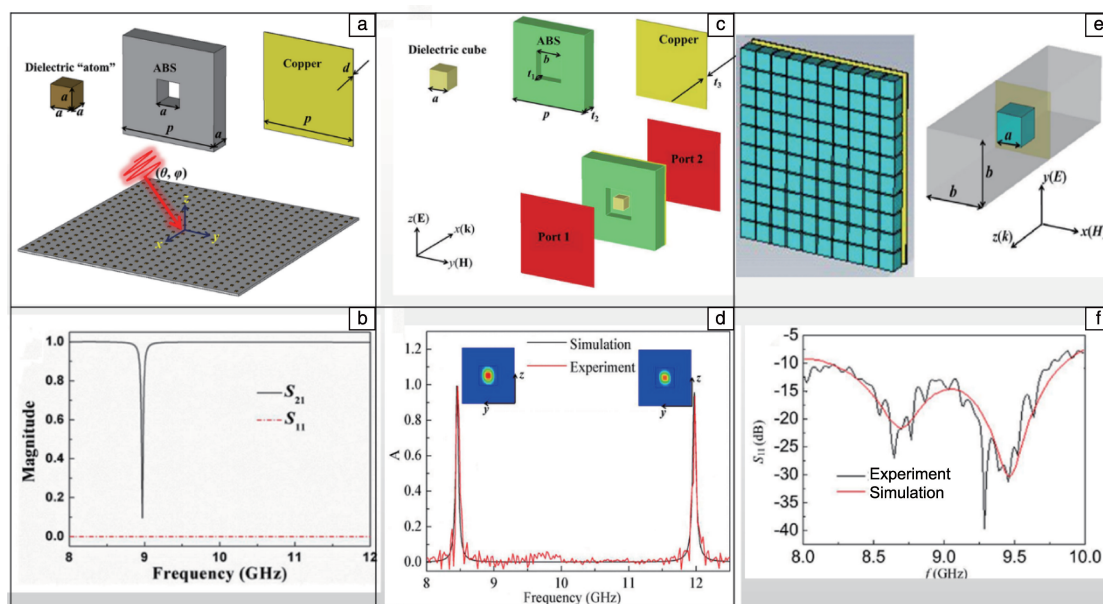 a
Dielectric “atom”
ABS
Copper
d
a
a
a
a
p
a
p
(θ, φ)
z
x
y
c
Dielectric cube
ABS
Copper
b
t1
a
p
t2
t3
Port 2
Port 1
z(E)
x(k)
y(H)
e
a
b
b
y(E)
x(H)
z(k)
b
Magnitude
1.0
0.8
0.6
0.4
0.2
0.0
S21
S11
8 9 10 11 12
Frequency (GHz)
d
A
1.2
1.0
0.8
0.6
0.4
0.2
0.0
Simulation
Experiment
z
y
z
y
8 9 10 11 12
Frequency (GHz)
f
S11 (dB)
-5
-10
-15
-20
-25
-30
-35
-40
Experiment
Simulation
8.0 8.5 9.0 9.5 10.0
f (GHz)